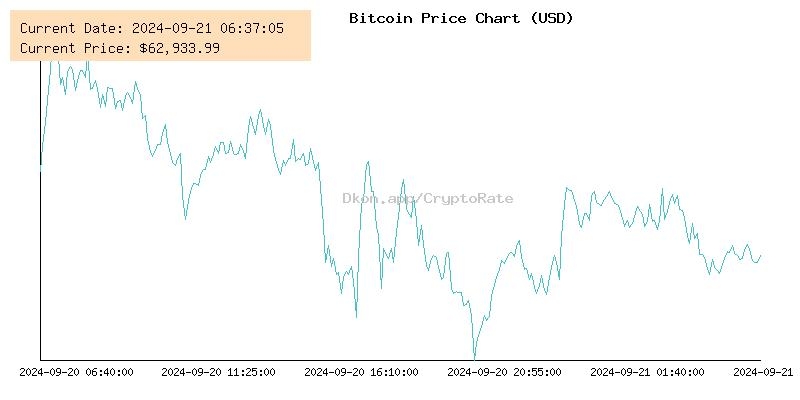 Bitcoin Price Chart (USD)
Current Date: 2024-09-21 06:37:05
Current Price: $62,933.99
Dkon.app/CryptoRate
2024-09-20 06:40:00 2024-09-20 11:25:00 2024-09-20 16:10:00 2024-09-20 20:55:00 2024-09-21 01:40:00 2024-09-21